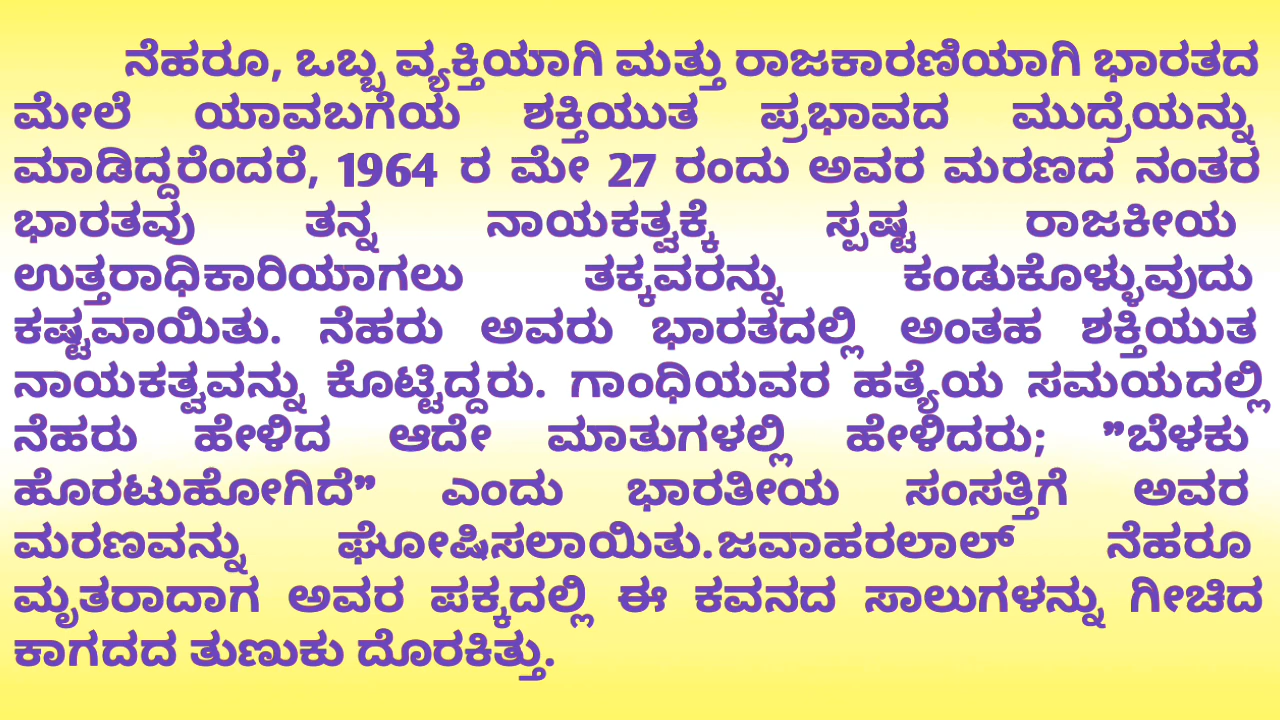 ನೆಹರೂ, ಒಬ್ಬ ವ್ಯಕ್ತಿಯಾಗಿ ಮತ್ತು ರಾಜಕಾರಣಿಯಾಗಿ ಭಾರತದ
ಮೇಲೆ ಯಾವಬಗೆಯ ಶಕ್ತಿಯುತ ಪ್ರಭಾವದ ಮುದ್ರೆಯನ್ನು
ಮಾಡಿದ್ದರೆಂದರೆ, 1964 ರ ಮೇ 27 ರಂದು ಅವರ ಮರಣದ ನಂತರ
ಭಾರತವು ತನ್ನ ನಾಯಕತ್ವಕ್ಕೆ ಸ್ಪಷ್ಟ ರಾಜಕೀಯ
ಉತ್ತರಾಧಿಕಾರಿಯಾಗಲು ತಕ್ಕವರನ್ನು ಕಂಡುಕೊಳ್ಳುವುದು
ಕಷ್ಟವಾಯಿತು. ನೆಹರು ಅವರು ಭಾರತದಲ್ಲಿ ಅಂತಹ ಶಕ್ತಿಯುತ
ನಾಯಕತ್ವವನ್ನು ಕೊಟ್ಟಿದ್ದರು. ಗಾಂಧಿಯವರ ಹತ್ಯೆಯ ಸಮಯದಲ್ಲಿ
ನೆಹರು ಹೇಳಿದ ಆದೇ ಮಾತುಗಳಲ್ಲಿ ಹೇಳಿದರು; ”ಬೆಳಕು
ಹೊರಟುಹೋಗಿದೆ” ಎಂದು ಭಾರತೀಯ ಸಂಸತ್ತಿಗೆ ಅವರ
ಮರಣವನ್ನು ಘೋಷಿಸಲಾಯಿತು.ಜವಾಹರಲಾಲ್ ನೆಹರೂ
ಮೃತರಾದಾಗ ಅವರ ಪಕ್ಕದಲ್ಲಿ ಈ ಕವನದ ಸಾಲುಗಳನ್ನು ಗೀಚಿದ
ಕಾಗದದ ತುಣುಕು ದೊರಕಿತ್ತು.